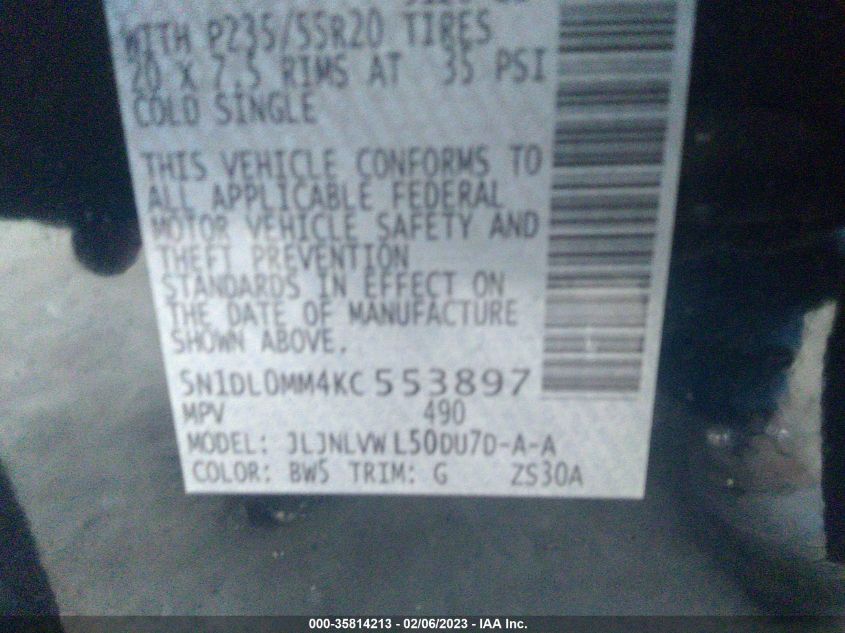 WITH P235/55R20 TIRES
20 X 7.5 RIMS AT 35 PSI
COLD SINGLE
THIS VEHICLE CONFORMS TO
ALL APPLICABLE FEDERAL
MOTOR VEHICLE SAFETY AND
THEFT PREVENTION
STANDARDS IN EFFECT ON
THE DATE OF MANUFACTURE
SHOWN ABOVE.
5N1DL0MM4KC553897
MPV 490
MODEL: JLJNLVW L50DU7D-A-A
COLOR: BW5 TRIM: G ZS30A
000-35814213 - 02/06/2023 - IAA Inc.